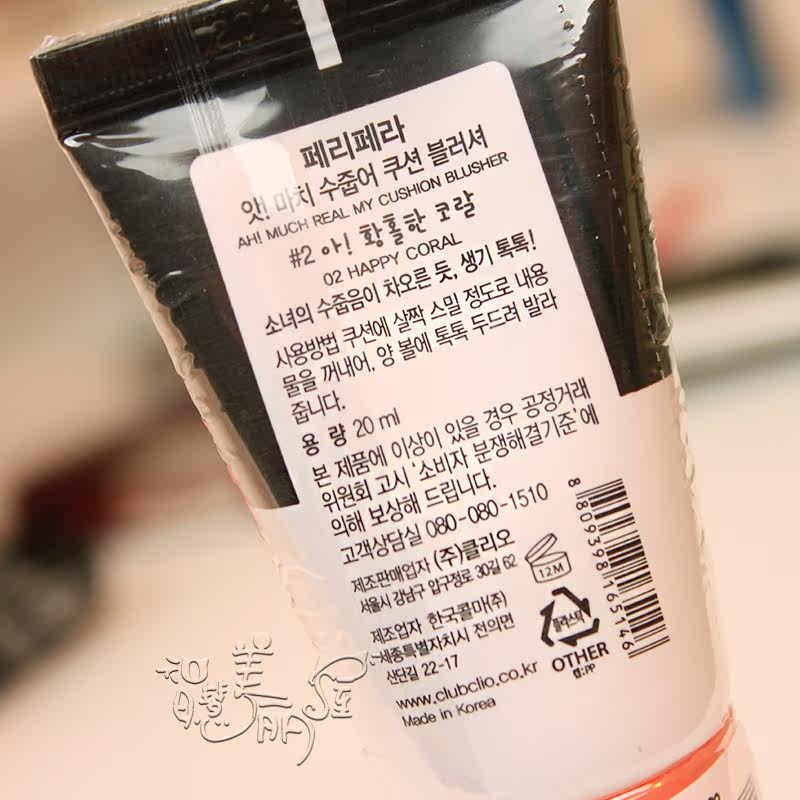 페리페라
앗! 마치 수줍어 쿠션 블러셔
AH! MUCH REAL MY CUSHION BLUSHER
#2 아! 황홀한 코랄
02 HAPPY CORAL
소녀의 수줍음이 차오른 듯, 생기 톡톡!
사용방법 쿠션에 살짝 스밀 정도로 내용
물을 꺼내어, 양 볼에 톡톡 두드려 발라
줍니다.
용 량 20 ml
본 제품에 이상이 있을 경우 공정거래
위원회 고시 '소비자 분쟁해결기준'에
의해 보상해 드립니다.
고객상담실 080-080-1510
제조판매업자 (주)클리오
서울시 강남구 압구정로 30길 62
제조업자 한국콜마(주)
세종특별자치시 전의면
산단길 22-17
www.clubclio.co.kr
Made in Korea
12M
플라스틱
OTHER
캡:PP
8 809398 165146